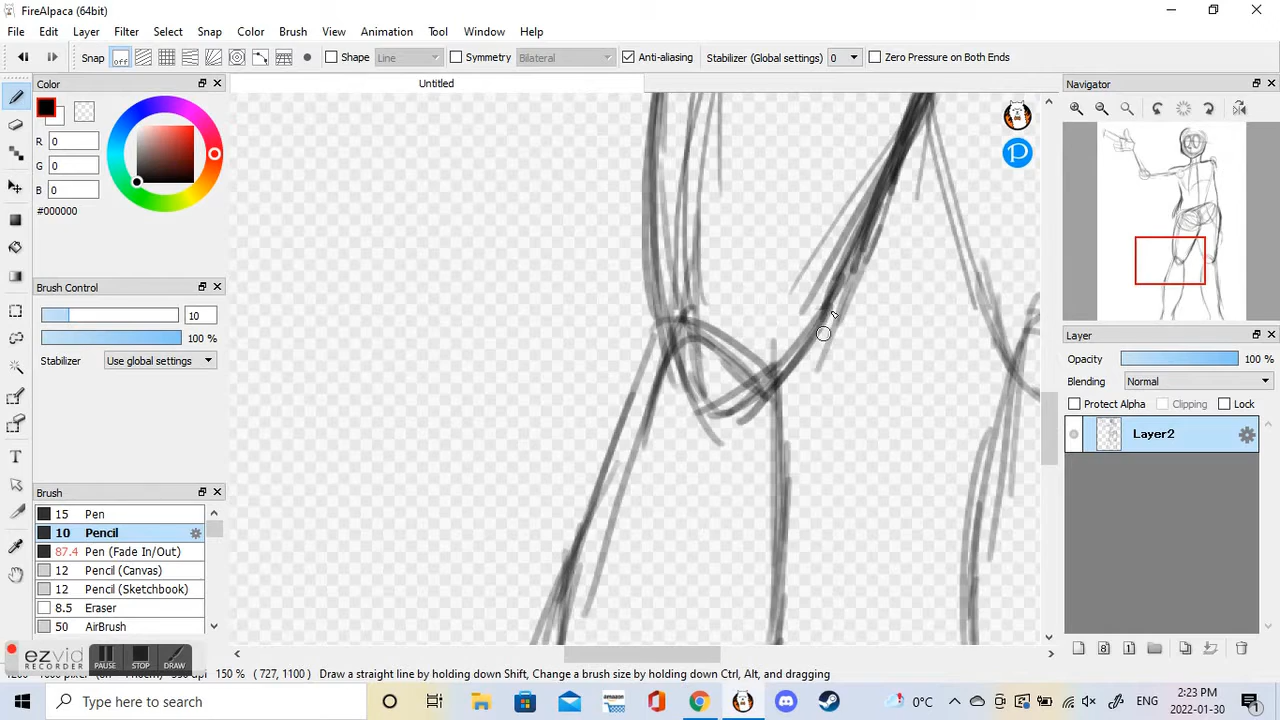 FireAlpaca (64bit)
File Edit Layer Filter Select Snap Color Brush View Animation Tool Window Help
Snap off Shape Line Symmetry Bilateral Anti-aliasing Stabilizer (Global settings) 0 Zero Pressure on Both Ends
Color
Untitled
Navigator
R 0
G 0
B 0
#000000
Brush Control
10
100 %
Stabilizer Use global settings
Layer
Opacity 100 %
Blending Normal
Protect Alpha Clipping Lock
Layer2
Brush
15 Pen
10 Pencil
87.4 Pen (Fade In/Out)
12 Pencil (Canvas)
12 Pencil (Sketchbook)
8.5 Eraser
50 AirBrush
ezvid
RECORDER
PAUSE STOP DRAW
150 % (727, 1100) Draw a straight line by holding down Shift, Change a brush size by holding down Ctrl, Alt, and dragging
Type here to search
0°C
ENG
2:23 PM
2022-01-30
1